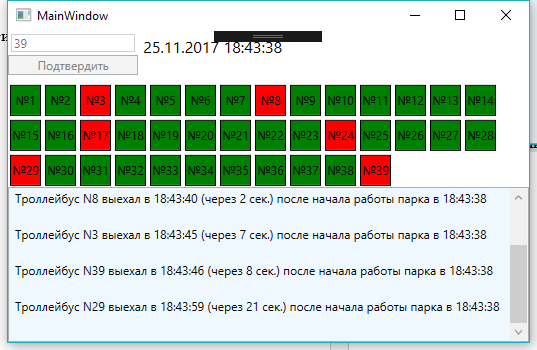 MainWindow
39
25.11.2017 18:43:38
Подтвердить
№1 №2 №3 №4 №5 №6 №7 №8 №9 №10 №11 №12 №13 №14
№15 №16 №17 №18 №19 №20 №21 №22 №23 №24 №25 №26 №27 №28
№29 №30 №31 №32 №33 №34 №35 №36 №37 №38 №39
Троллейбус N8 выехал в 18:43:40 (через 2 сек.) после начала работы парка в 18:43:38
Троллейбус N3 выехал в 18:43:45 (через 7 сек.) после начала работы парка в 18:43:38
Троллейбус N39 выехал в 18:43:46 (через 8 сек.) после начала работы парка в 18:43:38
Троллейбус N29 выехал в 18:43:59 (через 21 сек.) после начала работы парка в 18:43:38